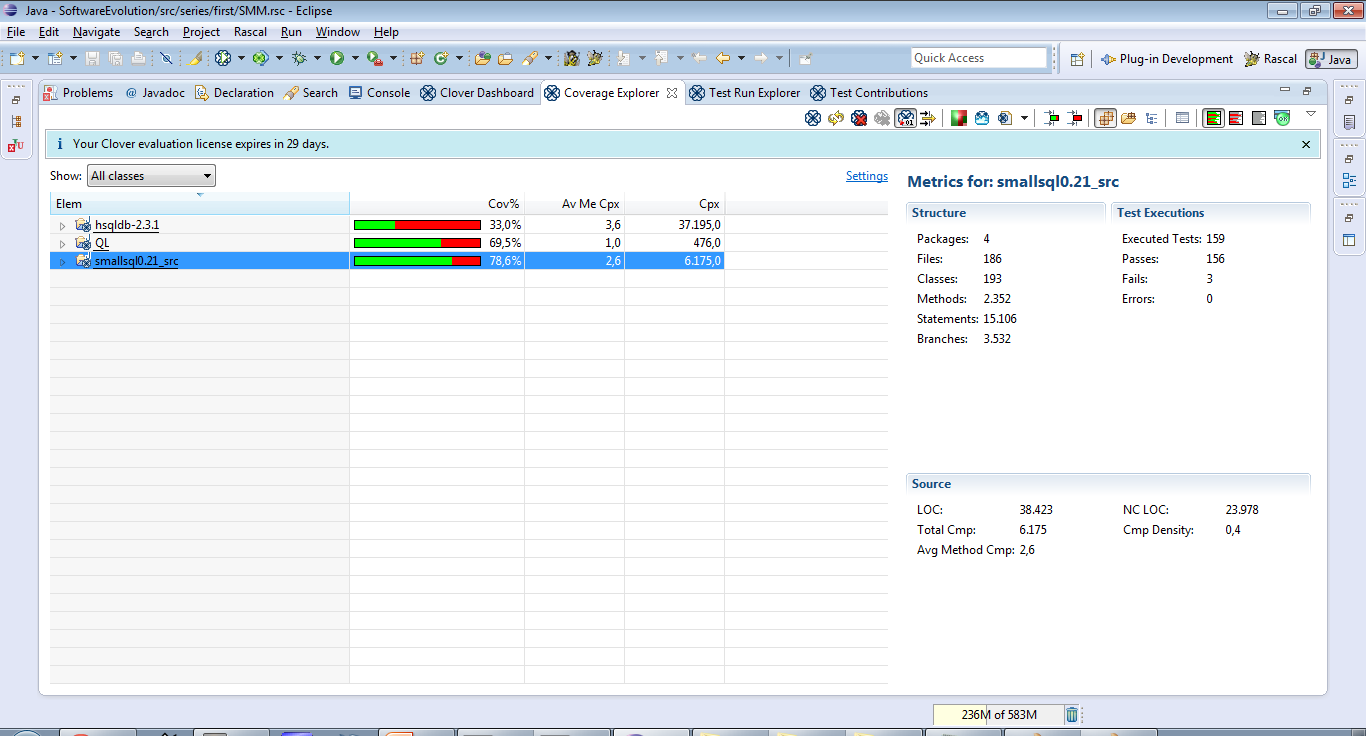 Java - SoftwareEvolution/src/series/first/SMM.rsc - Eclipse
File Edit Navigate Search Project Rascal Run Window Help
Quick Access Plug-in Development Rascal Java
Problems @ Javadoc Declaration Search Console Clover Dashboard Coverage Explorer Test Run Explorer Test Contributions
Your Clover evaluation license expires in 29 days.
Show: All classes Settings
Elem Cov% Av Me Cpx Cpx
hsqldb-2.3.1 33,0% 3,6 37.195,0
QL 69,5% 1,0 476,0
smallsql0.21_src 78,6% 2,6 6.175,0
Metrics for: smallsql0.21_src
Structure
Packages: 4
Files: 186
Classes: 193
Methods: 2.352
Statements: 15.106
Branches: 3.532
Test Executions
Executed Tests: 159
Passes: 156
Fails: 3
Errors: 0
Source
LOC: 38.423 NC LOC: 23.978
Total Cmp: 6.175 Cmp Density: 0,4
Avg Method Cmp: 2,6
236M of 583M